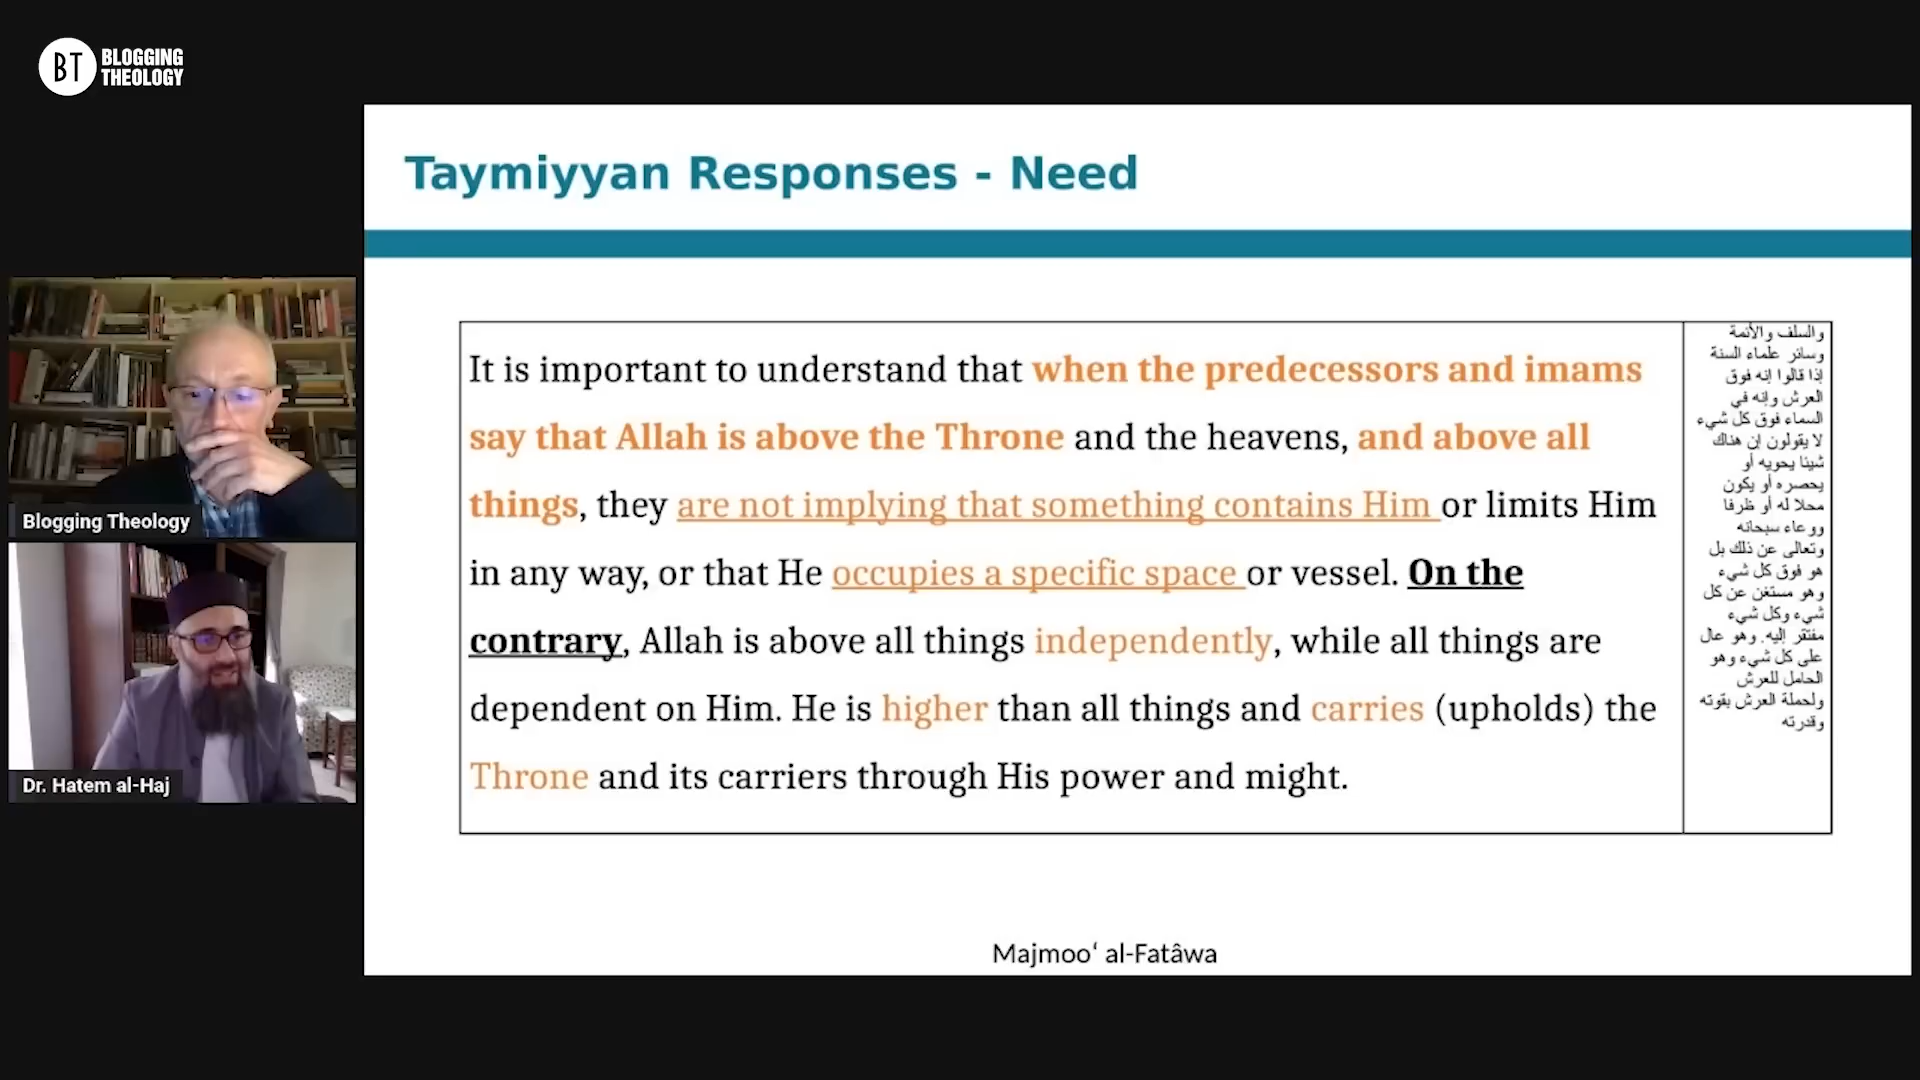 BT BLOGGING
THEOLOGY
Taymiyyan Responses - Need
It is important to understand that when the predecessors and imams
say that Allah is above the Throne and the heavens, and above all
things, they are not implying that something contains Him or limits Him
in any way, or that He occupies a specific space or vessel. On the
contrary, Allah is above all things independently, while all things are
dependent on Him. He is higher than all things and carries (upholds) the
Throne and its carriers through His power and might.
والسلف والأئمة
وسائر علماء السنة
إذا قالوا إنه فوق
العرش وإنه في
السماء فوق كل شيء
لا يقولون إن هناك
شيئا يحويه أو
يحصره أو يكون
محلا له أو ظرفا
ووعاء سبحانه
وتعالى عن ذلك بل
هو فوق كل شيء
وهو مستغن عن كل
شيء وكل شيء
مفتقر إليه. وهو عال
على كل شيء وهو
الحامل للعرش
ولحملة العرش بقوته
وقدرته
Majmoo‘ al-Fatâwa
Blogging Theology
Dr. Hatem al-Haj